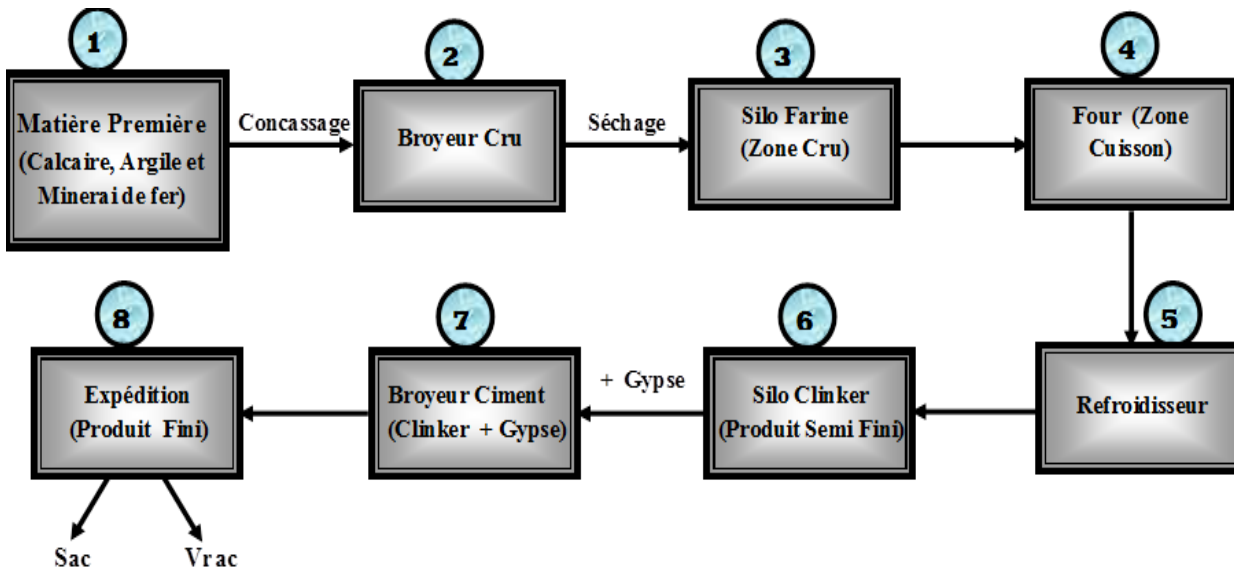 1
Matière Première
(Calcaire, Argile et
Minerai de fer)
Concassage
2
Broyeur Cru
Séchage
3
Silo Farine
(Zone Cru)
4
Four (Zone
Cuisson)
5
Refroidisseur
6
Silo Clinker
(Produit Semi Fini)
+ Gypse
7
Broyeur Ciment
(Clinker + Gypse)
8
Expédition
(Produit Fini)
Sac
Vrac